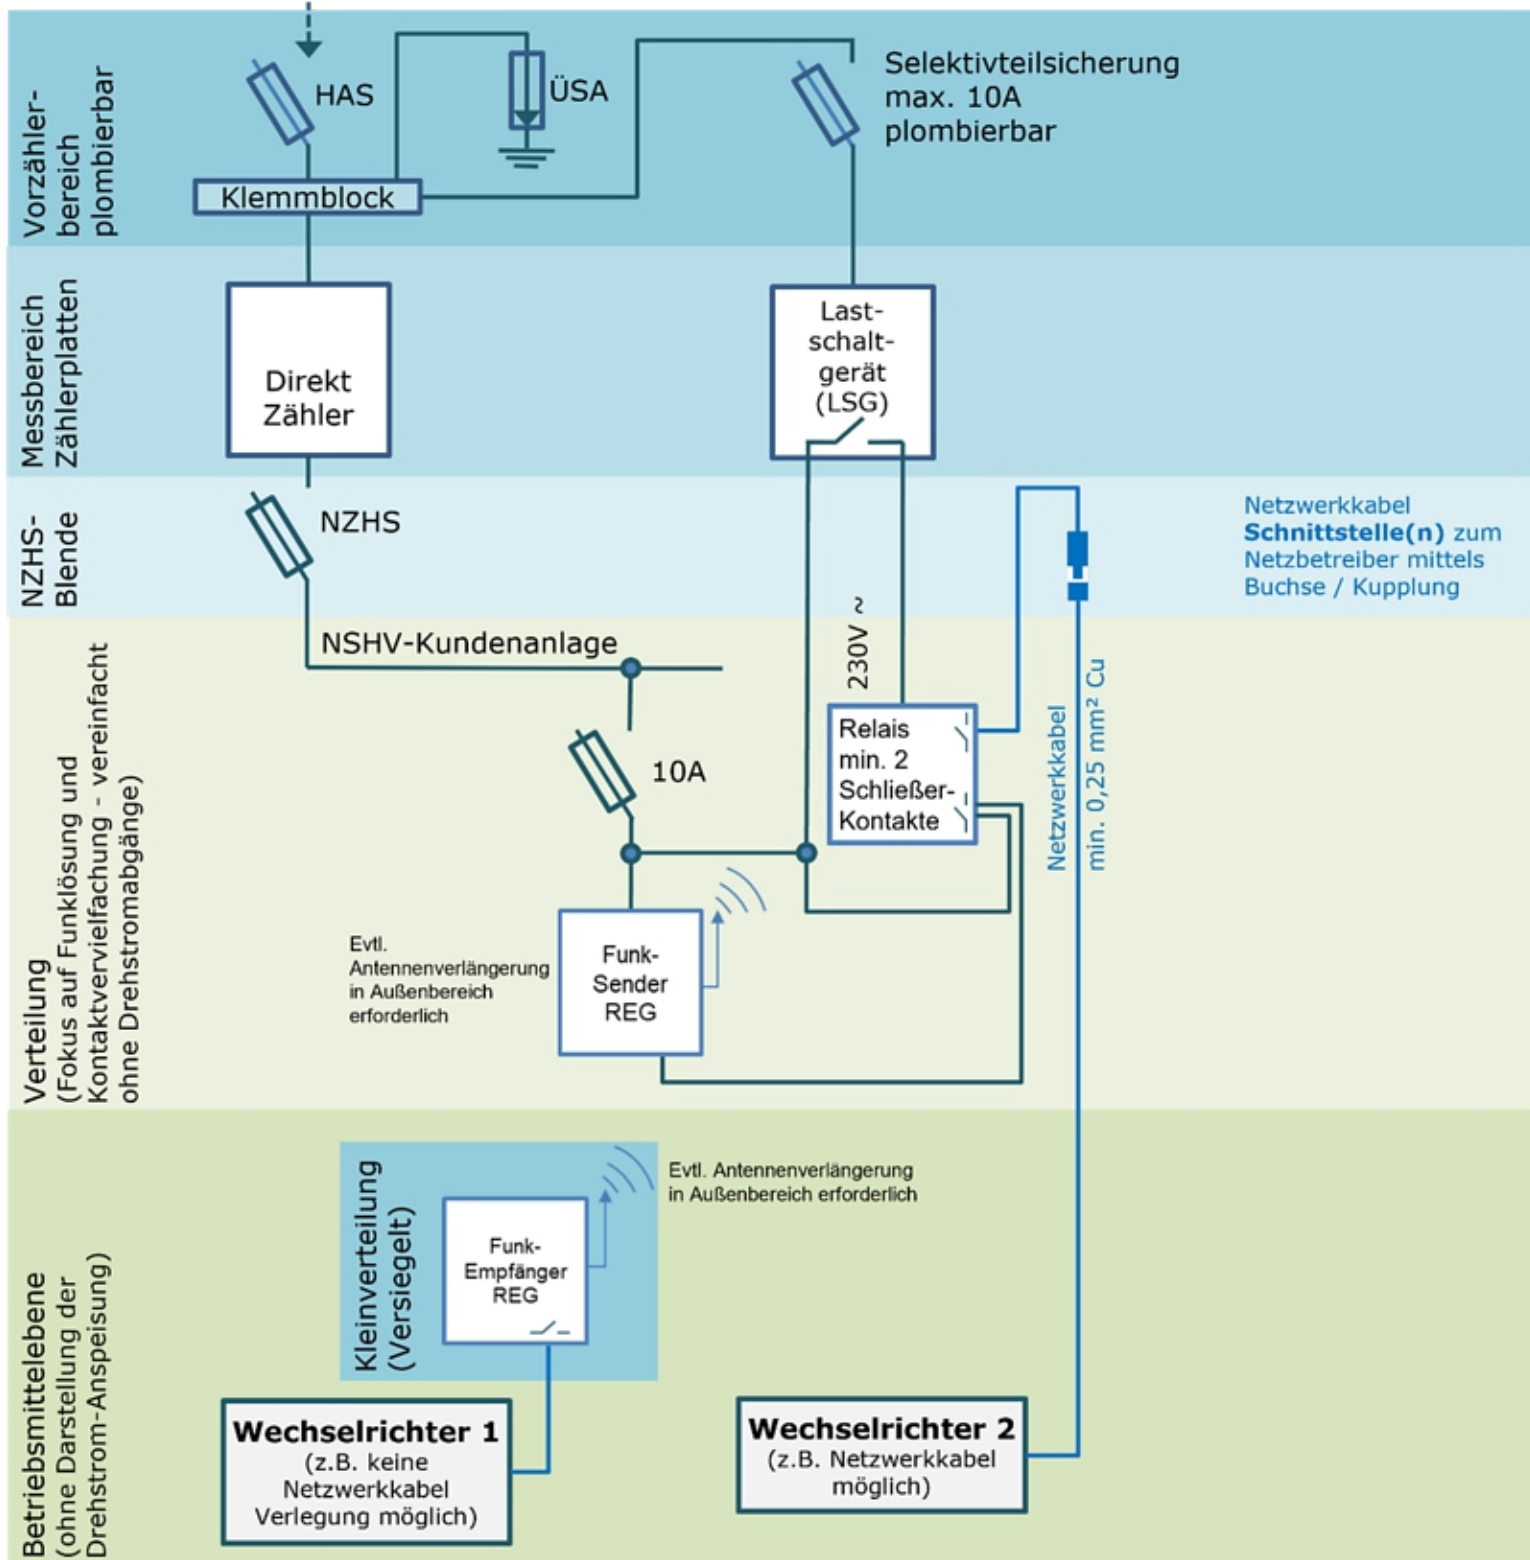 Vorzähler-
bereich
plombierbar
HAS
ÜSA
Selektivteilsicherung
max. 10A
plombierbar
Klemmblock
Messbereich
Zählerplatten
Direkt
Zähler
Last-
schalt-
gerät
(LSG)
NZHS-
Blende
NZHS
Netzwerkkabel
Schnittstelle(n) zum
Netzbetreiber mittels
Buchse / Kupplung
Verteilung
(Fokus auf Funklösung und
Kontaktvervielfachung - vereinfacht
ohne Drehstromabgänge)
NSHV-Kundenanlage
230V ~
10A
Relais
min. 2
Schließer-
Kontakte
Netzwerkkabel
min. 0,25 mm² Cu
Evtl.
Antennenverlängerung
in Außenbereich
erforderlich
Funk-
Sender
REG
Betriebsmittelebene
(ohne Darstellung der
Drehstrom-Anspeisung)
Kleinverteilung
(Versiegelt)
Funk-
Empfänger
REG
Evtl. Antennenverlängerung
in Außenbereich erforderlich
Wechselrichter 1
(z.B. keine
Netzwerkkabel
Verlegung möglich)
Wechselrichter 2
(z.B. Netzwerkkabel
möglich)